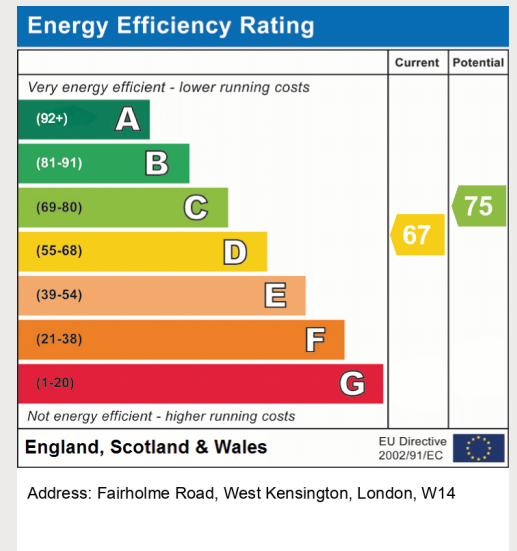 Energy Efficiency Rating
Current Potential
Very energy efficient - lower running costs
(92+) A
(81-91) B
(69-80) C
75
(55-68) D
67
(39-54) E
(21-38) F
(1-20) G
Not energy efficient - higher running costs
England, Scotland & Wales
EU Directive
2002/91/EC
Address: Fairholme Road, West Kensington, London, W14